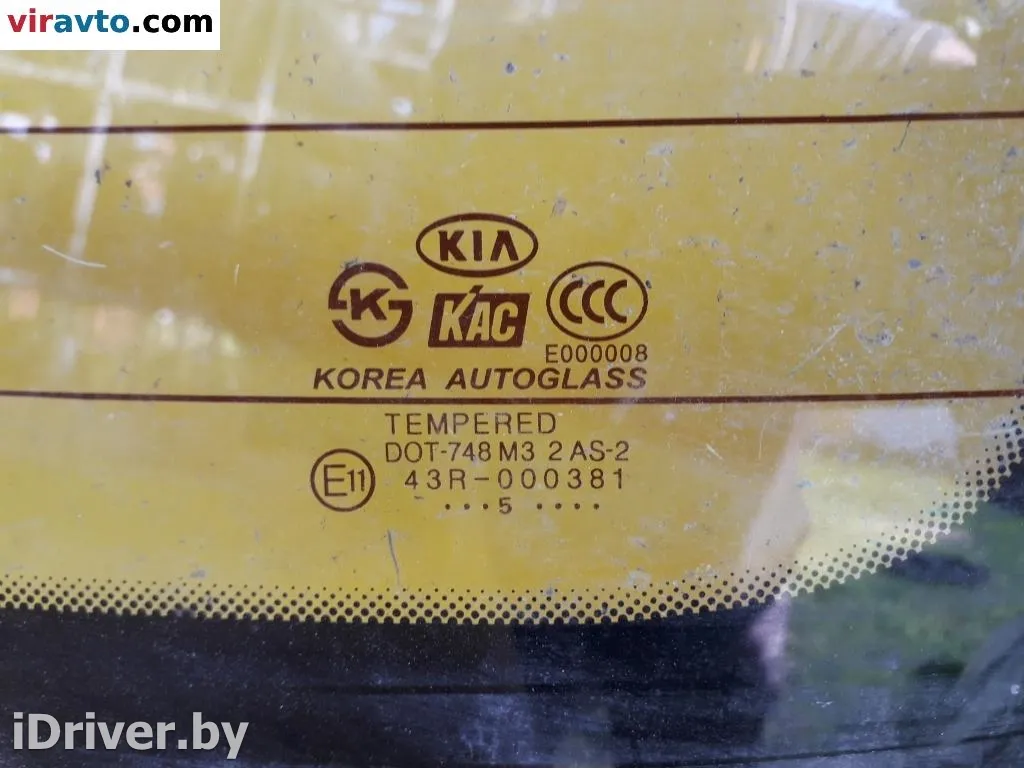 viravto.com
KIA
K
KAC
CCC
E000008
KOREA AUTOGLASS
TEMPERED
DOT-748 M3 2 AS-2
E11
43R-000381
•••5 ••••
iDriver.by